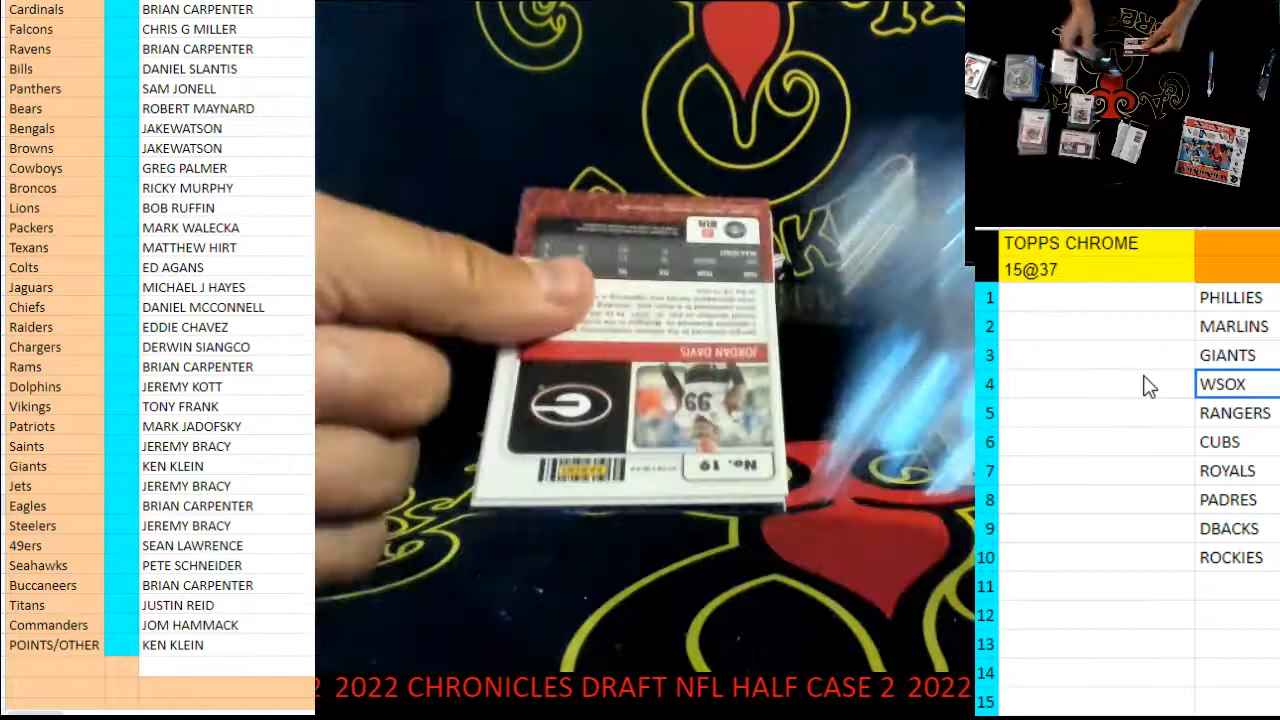 Cardinals BRIAN CARPENTER
Falcons CHRIS G MILLER
Ravens BRIAN CARPENTER
Bills DANIEL SLANTIS
Panthers SAM JONELL
Bears ROBERT MAYNARD
Bengals JAKEWATSON
Browns JAKEWATSON
Cowboys GREG PALMER
Broncos RICKY MURPHY
Lions BOB RUFFIN
Packers MARK WALECKA
Texans MATTHEW HIRT
Colts ED AGANS
Jaguars MICHAEL J HAYES
Chiefs DANIEL MCCONNELL
Raiders EDDIE CHAVEZ
Chargers DERWIN SIANGCO
Rams BRIAN CARPENTER
Dolphins JEREMY KOTT
Vikings TONY FRANK
Patriots MARK JADOFSKY
Saints JEREMY BRACY
Giants KEN KLEIN
Jets JEREMY BRACY
Eagles BRIAN CARPENTER
Steelers JEREMY BRACY
49ers SEAN LAWRENCE
Seahawks PETE SCHNEIDER
Buccaneers BRIAN CARPENTER
Titans JUSTIN REID
Commanders JOM HAMMACK
POINTS/OTHER KEN KLEIN
JORDAN DAVIS
99
No. 19
2 2022 CHRONICLES DRAFT NFL HALF CASE 2 2022
TOPPS CHROME
15@37
1 PHILLIES
2 MARLINS
3 GIANTS
4 WSOX
5 RANGERS
6 CUBS
7 ROYALS
8 PADRES
9 DBACKS
10 ROCKIES
11
12
13
14
15